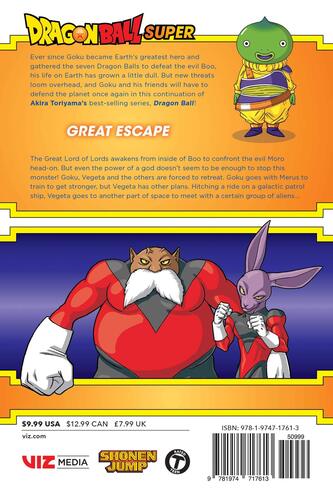 DRAGONBALL SUPER
Ever since Goku became Earth's greatest hero and
gathered the seven Dragon Balls to defeat the evil Boo,
his life on Earth has grown a little dull. But new threats
loom overhead, and Goku and his friends will have to
defend the planet once again in this continuation of
Akira Toriyama's best-selling series, Dragon Ball!
GREAT ESCAPE
The Great Lord of Lords awakens from inside of Boo to confront the evil Moro
head-on. But even the power of a god doesn't seem to be enough to stop this
monster! Goku, Vegeta and the others are forced to retreat. Goku goes with Merus to
train to get stronger, but Vegeta has other plans. Hitching a ride on a galactic patrol
ship, Vegeta goes to another part of space to meet with a certain group of aliens...
$9.99 USA $12.99 CAN £7.99 UK
viz.com
VIZ MEDIA
SHONEN
JUMP
RATED
T
TEEN
ISBN: 978-1-9747-1761-3
50999
9 781974 717613